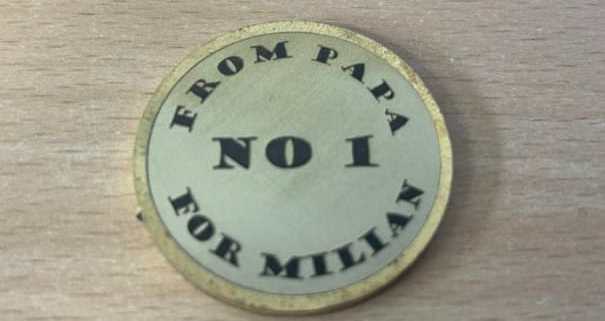 FROM PAPA
NO 1
FOR MILIAN